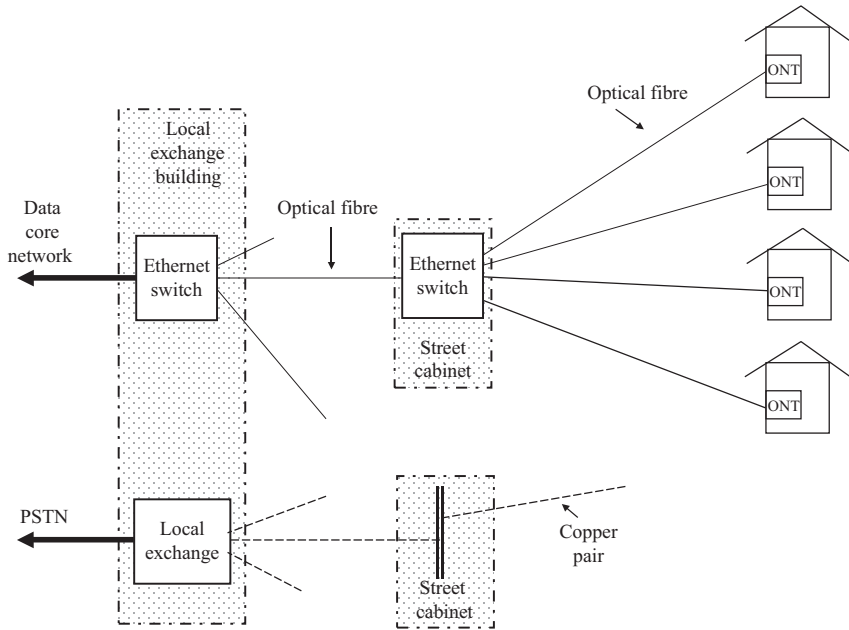 ONT
Optical fibre
Local
exchange
building
ONT
Optical fibre
Data
core
network
Ethernet
switch
Ethernet
switch
ONT
Street
cabinet
ONT
PSTN
Local
exchange
Copper
pair
Street
cabinet